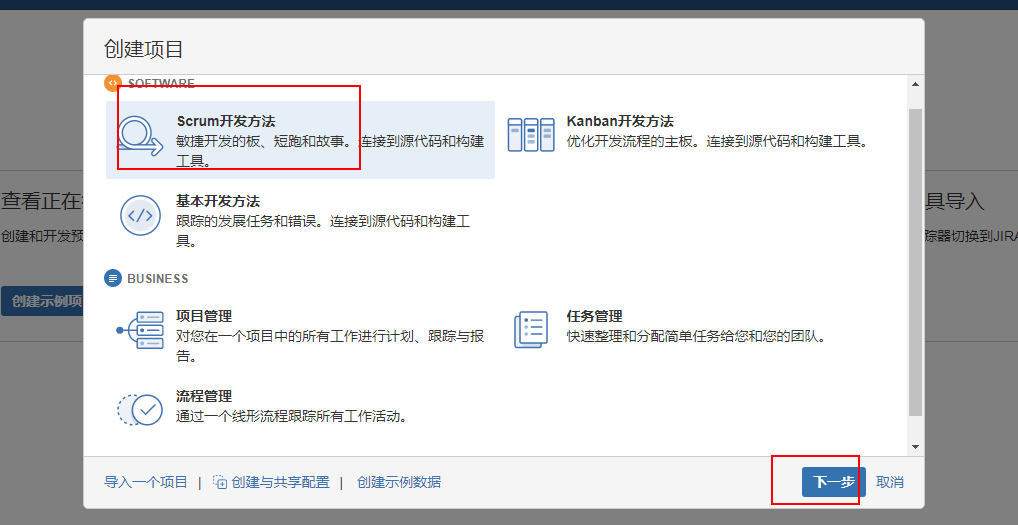 创建项目
SOFTWARE
Scrum开发方法
敏捷开发的板、短跑和故事。连接到源代码和构建
工具。
Kanban开发方法
优化开发流程的主板。连接到源代码和构建工具。
基本开发方法
跟踪的发展任务和错误。连接到源代码和构建工
具。
BUSINESS
项目管理
对您在一个项目中的所有工作进行计划、跟踪与报
告。
任务管理
快速整理和分配简单任务给您和您的团队。
流程管理
通过一个线形流程跟踪所有工作活动。
导入一个项目 | 创建与共享配置 | 创建示例数据
下一步 取消
查看正在
创建和开发预
创建示例项
具导入
踪器切换到JIRA